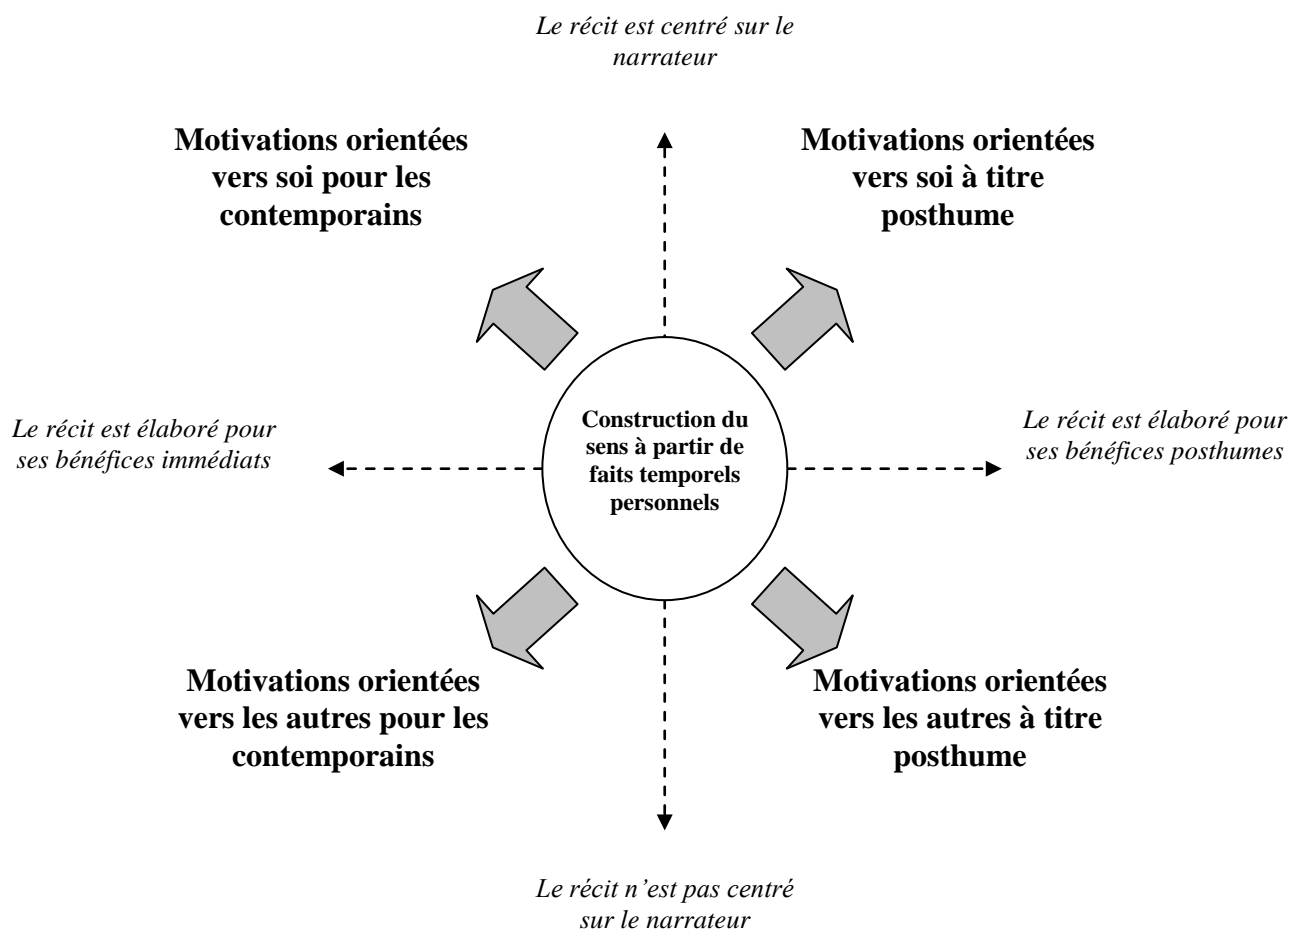 Le récit est centré sur le
narrateur
Motivations orientées
vers soi pour les
contemporains
Motivations orientées
vers soi à titre
posthume
Le récit est élaboré pour
ses bénéfices immédiats
Construction du
sens à partir de
faits temporels
personnels
Le récit est élaboré pour
ses bénéfices posthumes
Motivations orientées
vers les autres pour les
contemporains
Motivations orientées
vers les autres à titre
posthume
Le récit n’est pas centré
sur le narrateur